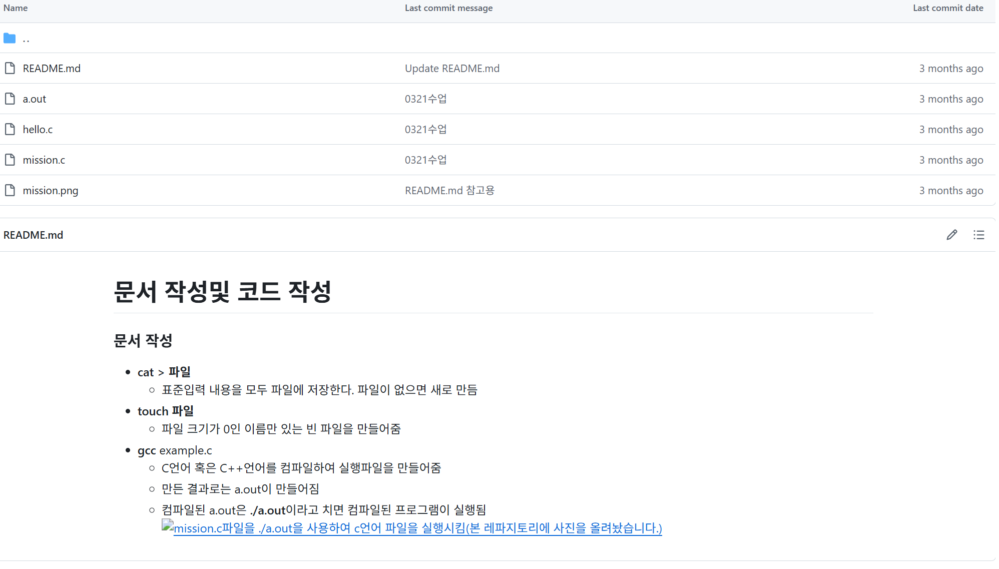 Name Last commit message Last commit date
..
README.md Update README.md 3 months ago
a.out 0321수업 3 months ago
hello.c 0321수업 3 months ago
mission.c 0321수업 3 months ago
mission.png README.md 참고용 3 months ago
README.md
문서 작성및 코드 작성
문서 작성
cat > 파일
표준입력 내용을 모두 파일에 저장한다. 파일이 없으면 새로 만듬
touch 파일
파일 크기가 0인 이름만 있는 빈 파일을 만들어줌
gcc example.c
C언어 혹은 C++언어를 컴파일하여 실행파일을 만들어줌
만든 결과로는 a.out이 만들어짐
컴파일된 a.out은 ./a.out이라고 치면 컴파일된 프로그램이 실행됨
mission.c파일을 ./a.out을 사용하여 c언어 파일을 실행시킴(본 레파지토리에 사진을 올려놨습니다.)